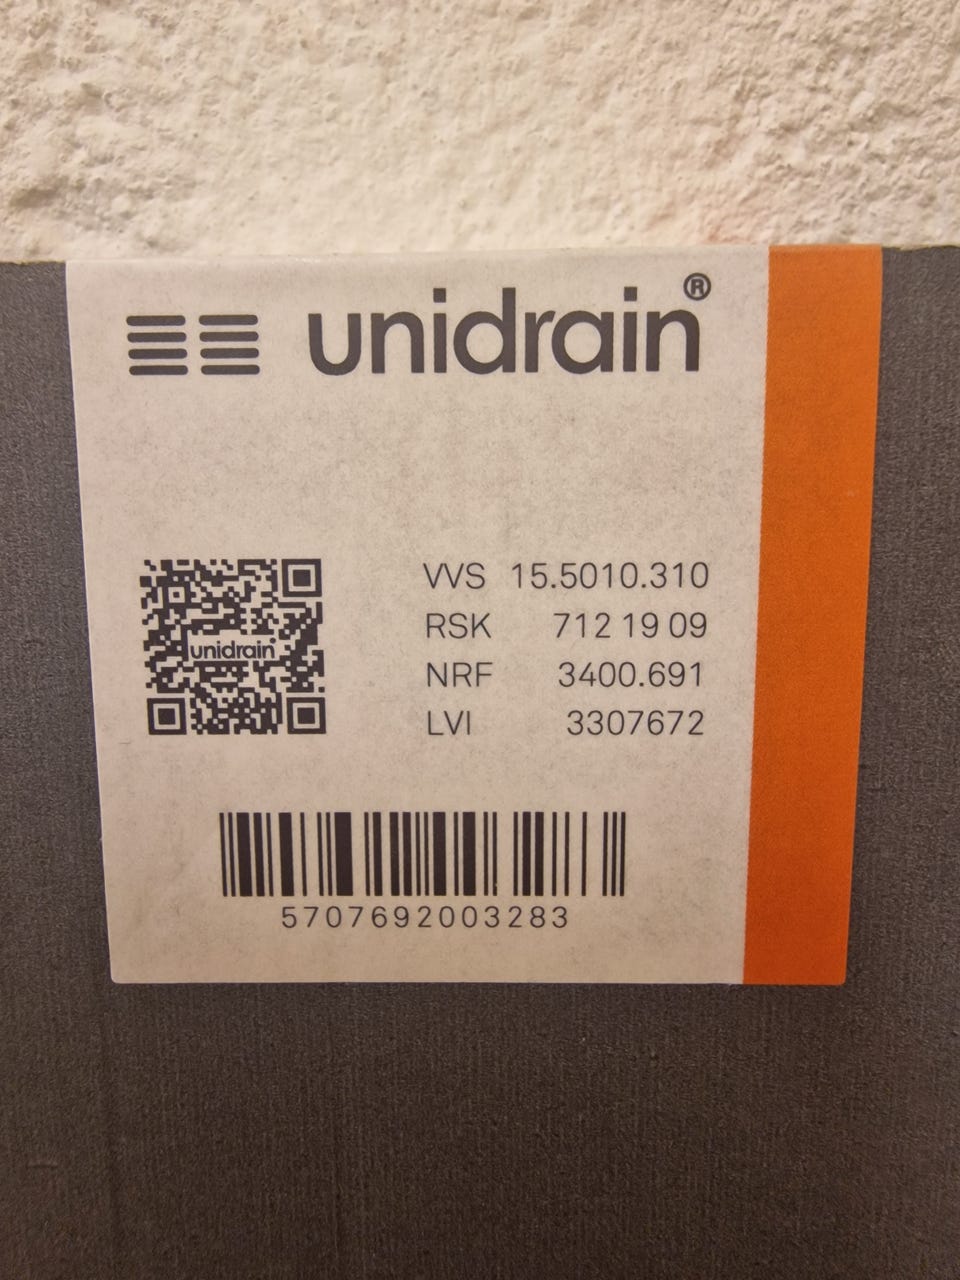 unidrain®
unidrain®
VVS 15.5010.310
RSK 712 19 09
NRF 3400.691
LVI 3307672
5707692003283